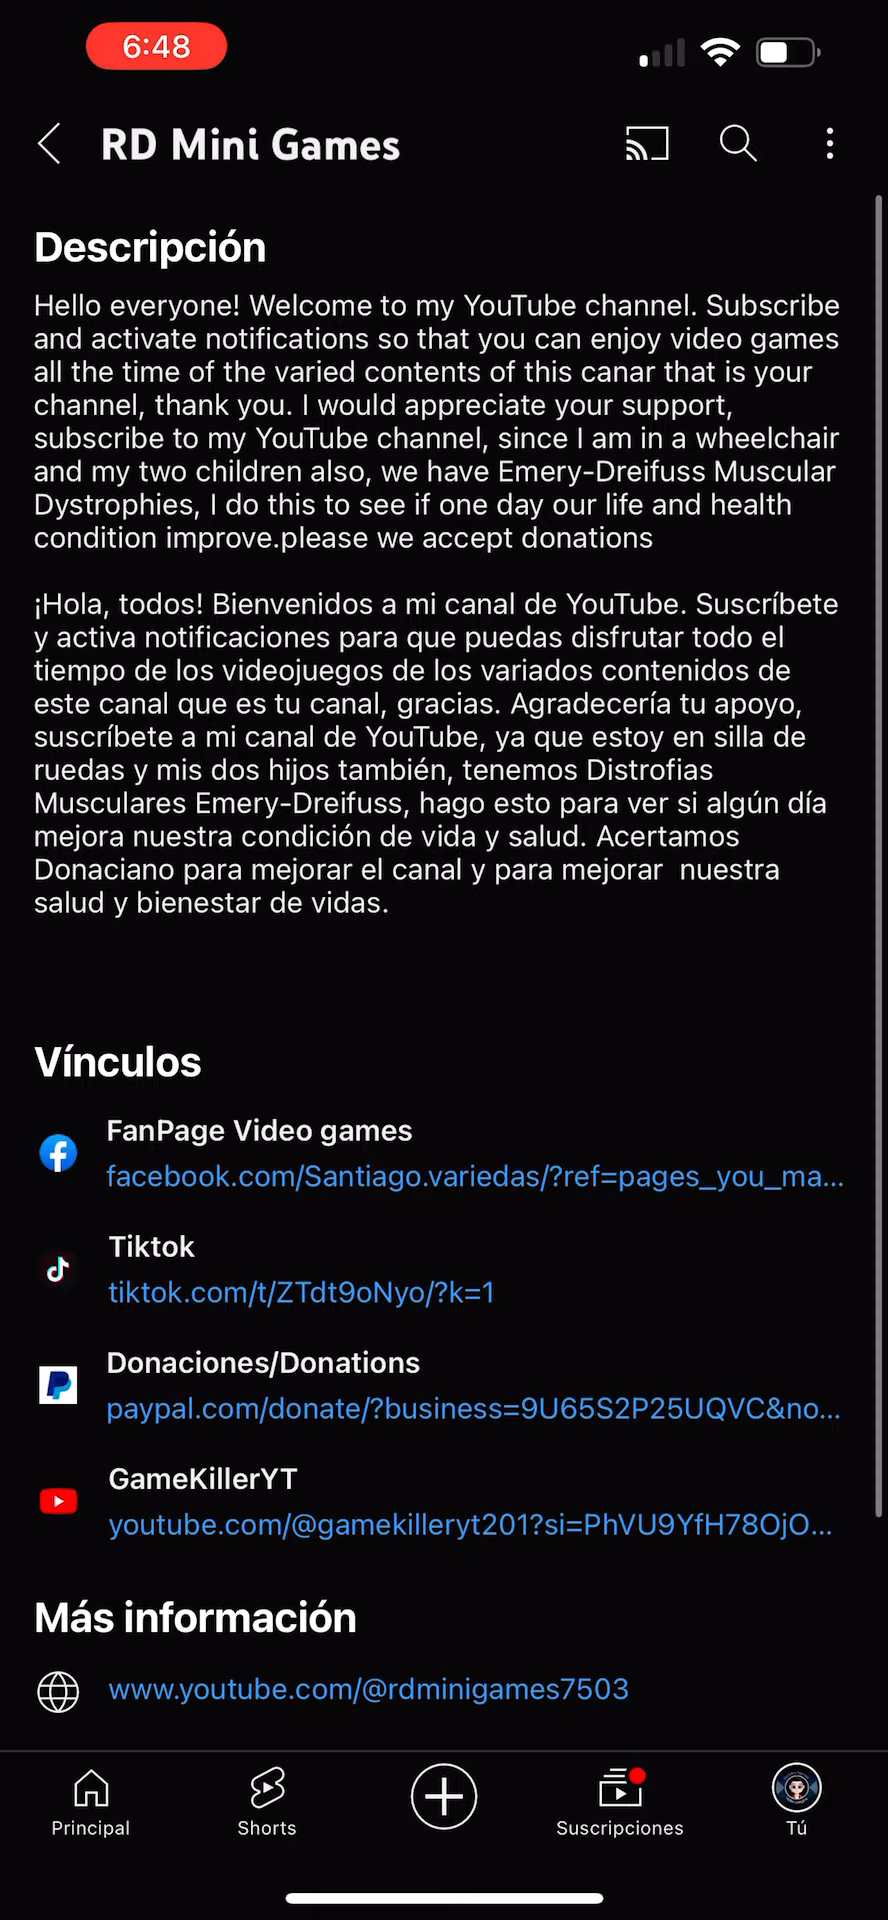 6:48
RD Mini Games
Descripción
Hello everyone! Welcome to my YouTube channel. Subscribe
and activate notifications so that you can enjoy video games
all the time of the varied contents of this canar that is your
channel, thank you. I would appreciate your support,
subscribe to my YouTube channel, since I am in a wheelchair
and my two children also, we have Emery-Dreifuss Muscular
Dystrophies, I do this to see if one day our life and health
condition improve.please we accept donations
¡Hola, todos! Bienvenidos a mi canal de YouTube. Suscríbete
y activa notificaciones para que puedas disfrutar todo el
tiempo de los videojuegos de los variados contenidos de
este canal que es tu canal, gracias. Agradecería tu apoyo,
suscríbete a mi canal de YouTube, ya que estoy en silla de
ruedas y mis dos hijos también, tenemos Distrofias
Musculares Emery-Dreifuss, hago esto para ver si algún día
mejora nuestra condición de vida y salud. Acertamos
Donaciano para mejorar el canal y para mejorar  nuestra
salud y bienestar de vidas.
Vínculos
FanPage Video games
facebook.com/Santiago.variedas/?ref=pages_you_ma...
Tiktok
tiktok.com/t/ZTdt9oNyo/?k=1
Donaciones/Donations
paypal.com/donate/?business=9U65S2P25UQVC&no...
GameKillerYT
youtube.com/@gamekilleryt201?si=PhVU9YfH78OjO...
Más información
www.youtube.com/@rdminigames7503
Principal
Shorts
Suscripciones
Tú